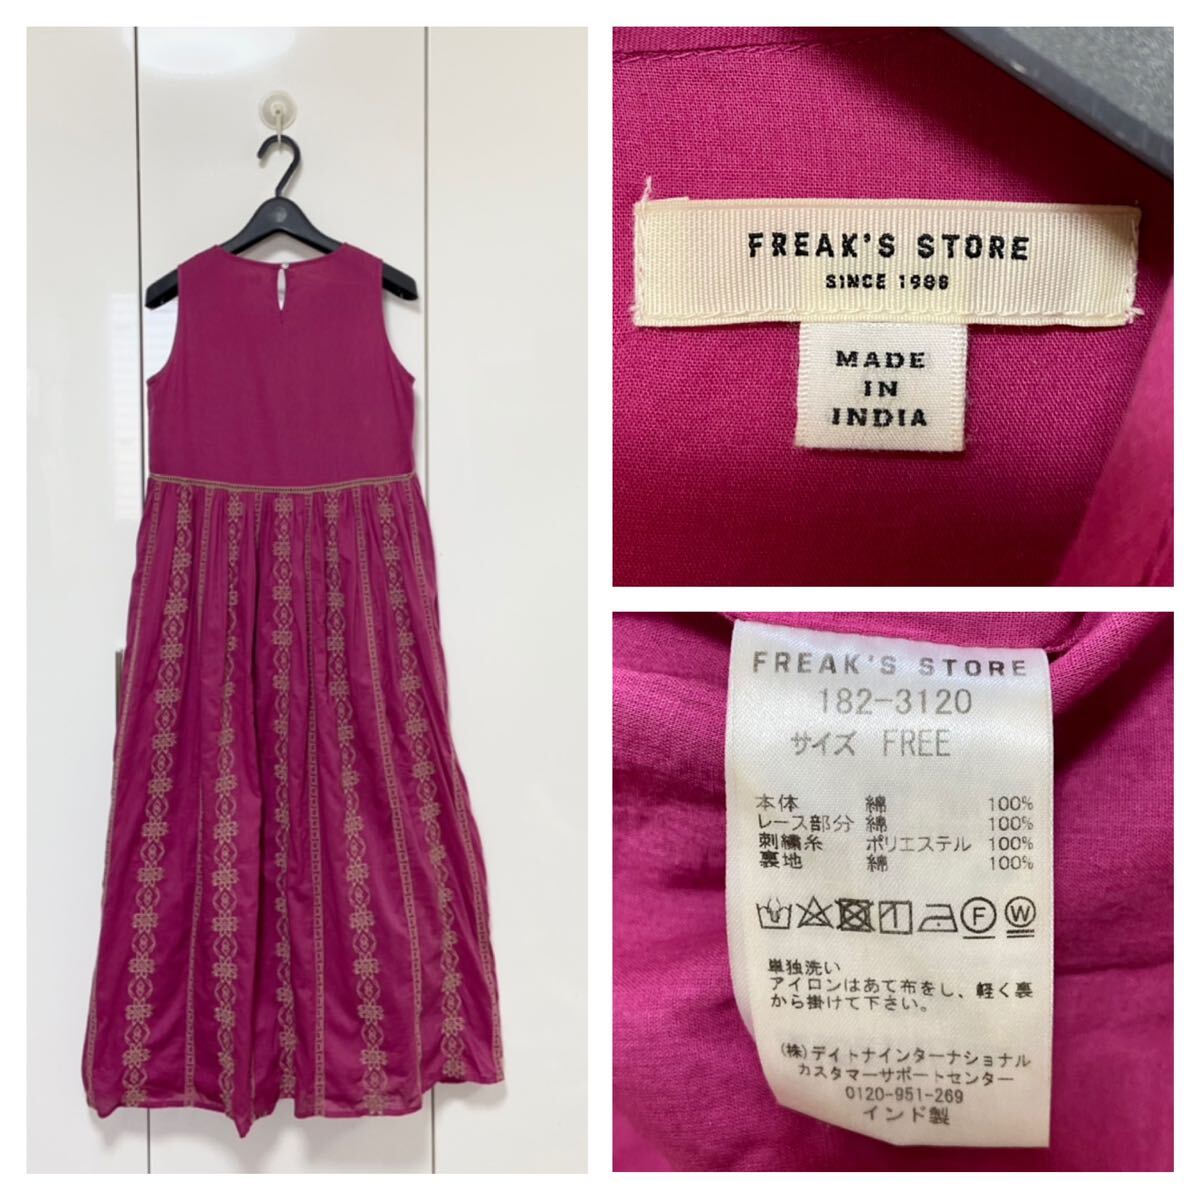 FREAK'S STORE
SINCE 1986
MADE
IN
INDIA
FREAK'S STORE
182-3120
サイズ FREE
本体 綿 100%
レース部分 綿 100%
刺繍糸 ポリエステル 100%
裏地 綿 100%
F W
単独洗い
アイロンはあて布をし、軽く裏
から掛けて下さい。
(株)デイトナインターナショナル
カスタマーサポートセンター
0120-951-269
インド製